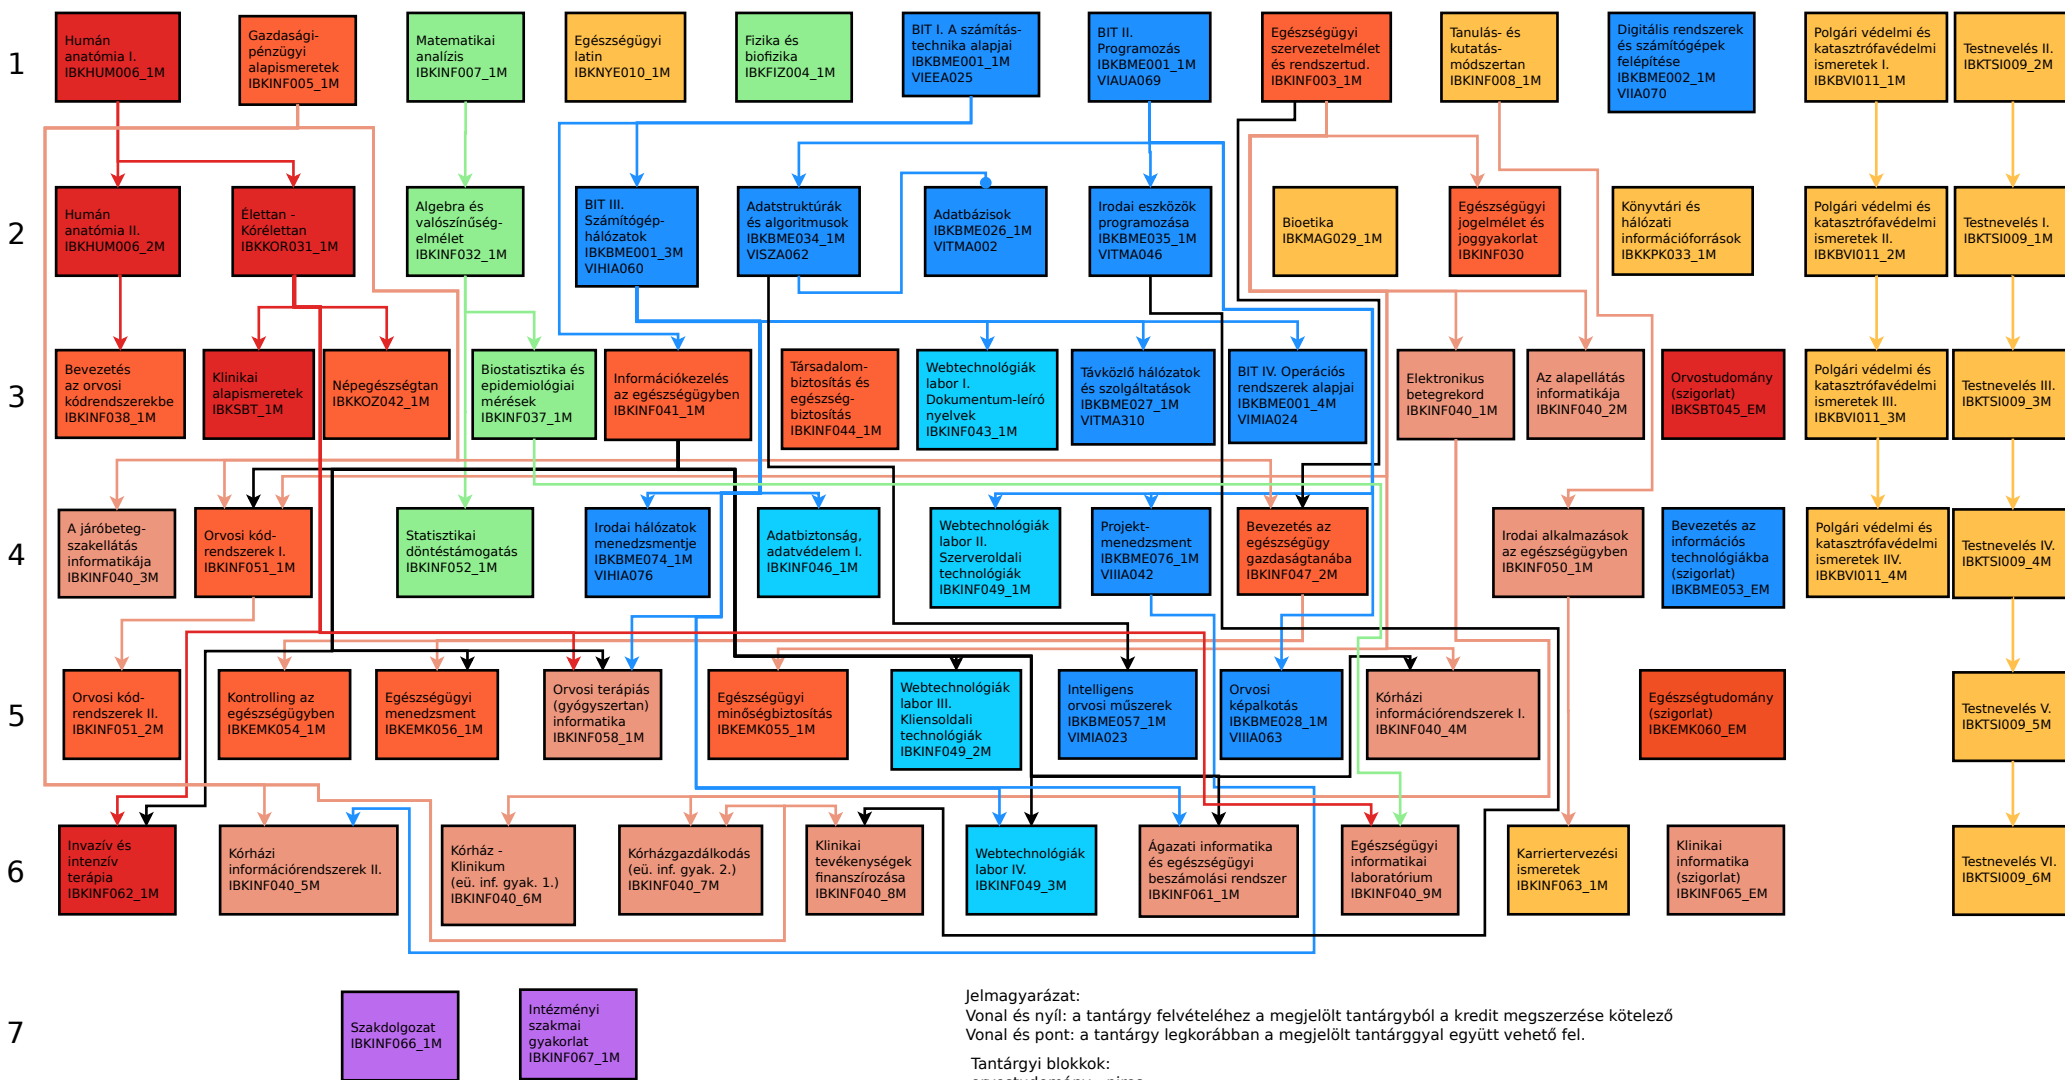 1
Humán
anatómia I.
IBKHUM006_1M
Gazdasági-
pénzügyi
alapismeretek
IBKINF005_1M
Matematikai
analízis
IBKINF007_1M
Egészségügyi
latin
IBKNYE010_1M
Fizika és
biofizika
IBKFIZ004_1M
BIT I. A számítás-
technika alapjai
IBKBME001_1M
VIEEA025
BIT II.
Programozás
IBKBME001_1M
VIAUA069
Egészségügyi
szervezetelmélet
és rendszertud.
IBKINF003_1M
Tanulás- és
kutatás-
módszertan
IBKINF008_1M
Digitális rendszerek
és számítógépek
felépítése
IBKBME002_1M
VIIA070
Polgári védelmi és
katasztrófavédelmi
ismeretek I.
IBKBVI011_1M
Testnevelés II.
IBKTSI009_2M
2
Humán
anatómia II.
IBKHUM006_2M
Élettan -
Kórélettan
IBKKOR031_1M
Algebra és
valószínűség-
elmélet
IBKINF032_1M
BIT III.
Számítógép-
hálózatok
IBKBME001_3M
VIHIA060
Adatstruktúrák
és algoritmusok
IBKBME034_1M
VISZA062
Adatbázisok
IBKBME026_1M
VITMA002
Irodai eszközök
programozása
IBKBME035_1M
VITMA046
Bioetika
IBKMAG029_1M
Egészségügyi
jogelmélet és
joggyakorlat
IBKINF030
Könyvtári és
hálózati
információforrások
IBKKPK033_1M
Polgári védelmi és
katasztrófavédelmi
ismeretek II.
IBKBVI011_2M
Testnevelés I.
IBKTSI009_1M
3
Bevezetés
az orvosi
kódrendszerekbe
IBKINF038_1M
Klinikai
alapismeretek
IBKSBT_1M
Népegészségtan
IBKKOZ042_1M
Biostatisztika és
epidemiológiai
mérések
IBKINF037_1M
Információkezelés
az egészségügyben
IBKINF041_1M
Társadalom-
biztosítás és
egészség-
biztosítás
IBKINF044_1M
Webtechnológiák
labor I.
Dokumentum-leíró
nyelvek
IBKINF043_1M
Távközlő hálózatok
és szolgáltatások
IBKBME027_1M
VITMA310
BIT IV. Operációs
rendszerek alapjai
IBKBME001_4M
VIMIA024
Elektronikus
betegrekord
IBKINF040_1M
Az alapellátás
informatikája
IBKINF040_2M
Orvostudomány
(szigorlat)
IBKSBT045_EM
Polgári védelmi és
katasztrófavédelmi
ismeretek III.
IBKBVI011_3M
Testnevelés III.
IBKTSI009_3M
4
A járóbeteg-
szakellátás
informatikája
IBKINF040_3M
Orvosi kód-
rendszerek I.
IBKINF051_1M
Statisztikai
döntéstámogatás
IBKINF052_1M
Irodai hálózatok
menedzsmentje
IBKBME074_1M
VIHIA076
Adatbiztonság,
adatvédelem I.
IBKINF046_1M
Webtechnológiák
labor II.
Szerveroldali
technológiák
IBKINF049_1M
Projekt-
menedzsment
IBKBME076_1M
VIIIA042
Bevezetés az
egészségügy
gazdaságtanába
IBKINF047_2M
Irodai alkalmazások
az egészségügyben
IBKINF050_1M
Bevezetés az
információs
technológiákba
(szigorlat)
IBKBME053_EM
Polgári védelmi és
katasztrófavédelmi
ismeretek IIV.
IBKBVI011_4M
Testnevelés IV.
IBKTSI009_4M
5
Orvosi kód-
rendszerek II.
IBKINF051_2M
Kontrolling az
egészségügyben
IBKEMK054_1M
Egészségügyi
menedzsment
IBKEMK056_1M
Orvosi terápiás
(gyógyszertan)
informatika
IBKINF058_1M
Egészségügyi
minőségbiztosítás
IBKEMK055_1M
Webtechnológiák
labor III.
Kliensoldali
technológiák
IBKINF049_2M
Intelligens
orvosi műszerek
IBKBME057_1M
VIMIA023
Orvosi
képalkotás
IBKBME028_1M
VIIIA063
Kórházi
információrendszerek I.
IBKINF040_4M
Egészségtudomány
(szigorlat)
IBKEMK060_EM
Testnevelés V.
IBKTSI009_5M
6
Invazív és
intenzív
terápia
IBKINF062_1M
Kórházi
információrendszerek II.
IBKINF040_5M
Kórház -
Klinikum
(eü. inf. gyak. 1.)
IBKINF040_6M
Kórházgazdálkodás
(eü. inf. gyak. 2.)
IBKINF040_7M
Klinikai
tevékenységek
finanszírozása
IBKINF040_8M
Webtechnológiák
labor IV.
IBKINF049_3M
Ágazati informatika
és egészségügyi
beszámolási rendszer
IBKINF061_1M
Egészségügyi
informatikai
laboratórium
IBKINF040_9M
Karriertervezési
ismeretek
IBKINF063_1M
Klinikai
informatika
(szigorlat)
IBKINF065_EM
Testnevelés VI.
IBKTSI009_6M
7
Szakdolgozat
IBKINF066_1M
Intézményi
szakmai
gyakorlat
IBKINF067_1M
Jelmagyarázat:
Vonal és nyíl: a tantárgy felvételéhez a megjelölt tantárgyból a kredit megszerzése kötelező
Vonal és pont: a tantárgy legkorábban a megjelölt tantárggyal együtt vehető fel.
Tantárgyi blokkok: